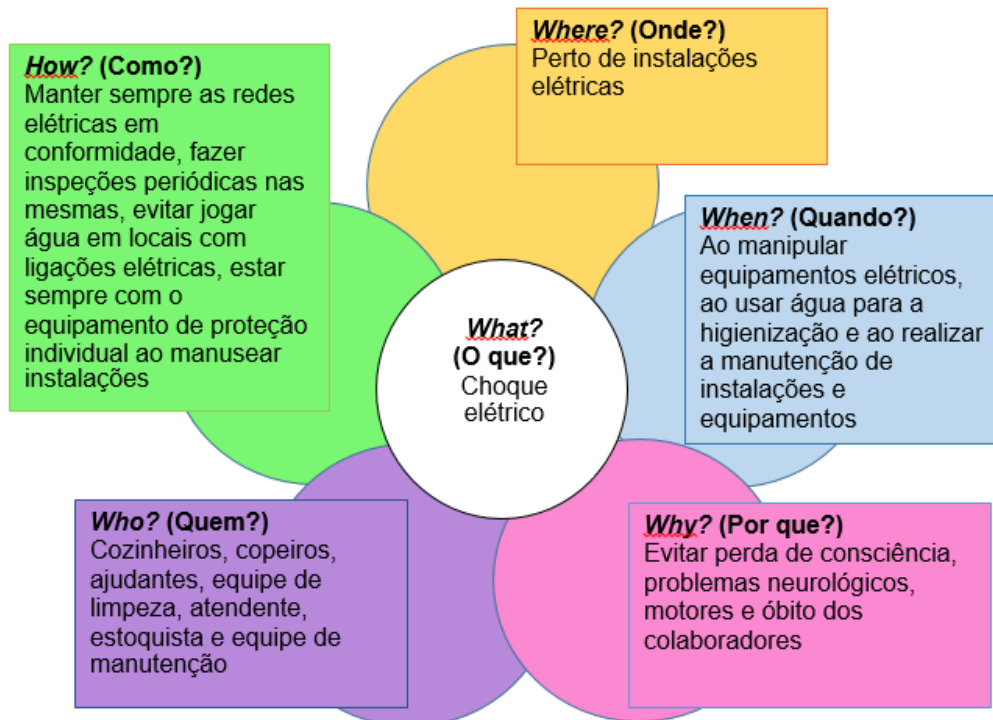 How? (Como?)
Manter sempre as redes
elétricas em
conformidade, fazer
inspeções periódicas nas
mesmas, evitar jogar
água em locais com
ligações elétricas, estar
sempre com o
equipamento de proteção
individual ao manusear
instalações
Where? (Onde?)
Perto de instalações
elétricas
When? (Quando?)
Ao manipular
equipamentos elétricos,
ao usar água para a
higienização e ao realizar
a manutenção de
instalações e
equipamentos
What?
(O que?)
Choque
elétrico
Who? (Quem?)
Cozinheiros, copeiros,
ajudantes, equipe de
limpeza, atendente,
estoquista e equipe de
manutenção
Why? (Por que?)
Evitar perda de consciência,
problemas neurológicos,
motores e óbito dos
colaboradores